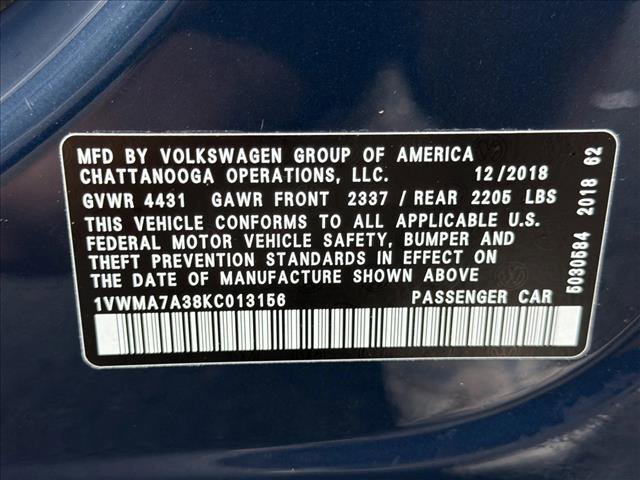 MFD BY VOLKSWAGEN GROUP OF AMERICA
CHATTANOOGA OPERATIONS, LLC. 12/2018
GVWR 4431 GAWR FRONT 2337 / REAR 2205 LBS
THIS VEHICLE CONFORMS TO ALL APPLICABLE U.S.
FEDERAL MOTOR VEHICLE SAFETY, BUMPER AND
THEFT PREVENTION STANDARDS IN EFFECT ON
THE DATE OF MANUFACTURE SHOWN ABOVE
1VWMA7A38KC013156 PASSENGER CAR
5030584 2018 62